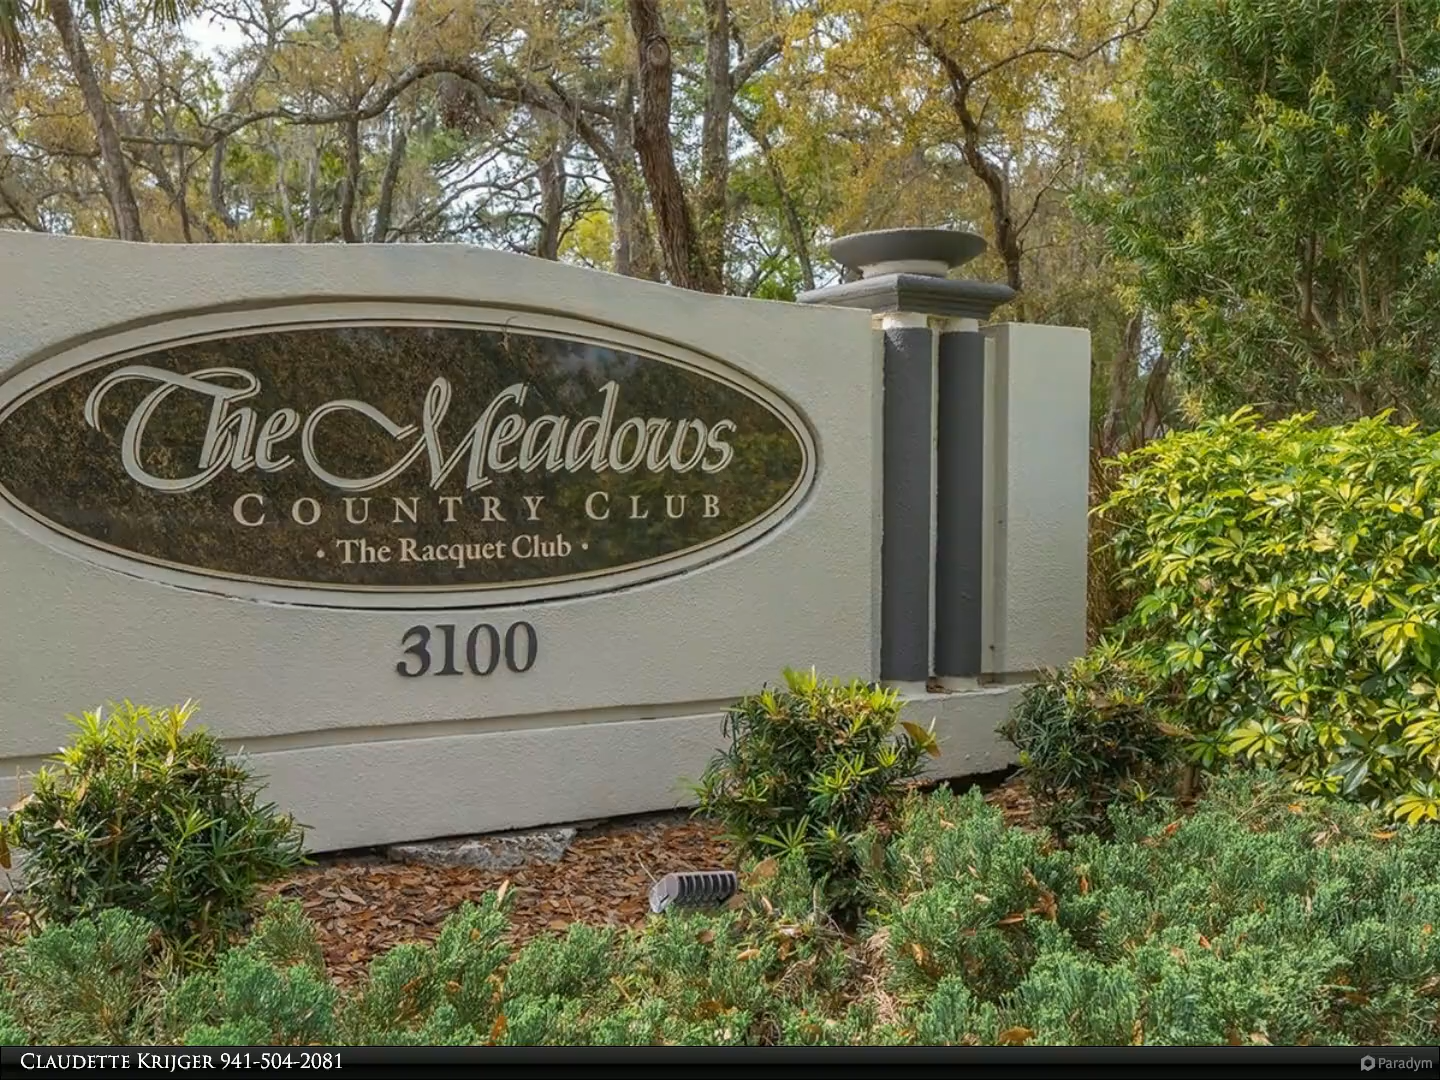 The Meadows
COUNTRY CLUB
• The Racquet Club •
3100
CLAUDETTE KRIJGER 941-504-2081
Paradym